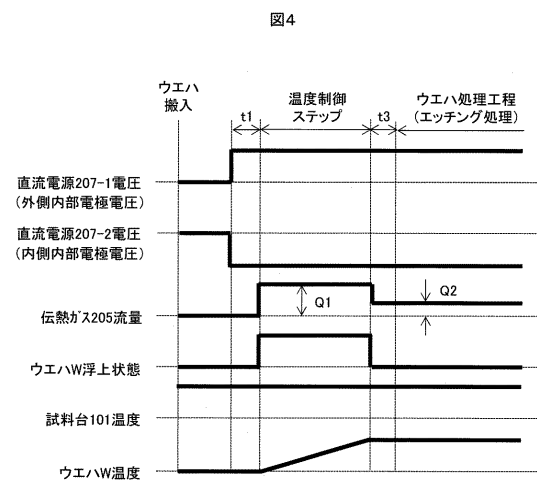 図4
ウエハ
搬入
t1
温度制御
ステップ
t3
ウエハ処理工程
(エッチング処理)
直流電源207-1電圧
(外側内部電極電圧)
直流電源207-2電圧
(内側内部電極電圧)
Q1
Q2
伝熱ガス205流量
ウエハW浮上状態
試料台101温度
ウエハW温度